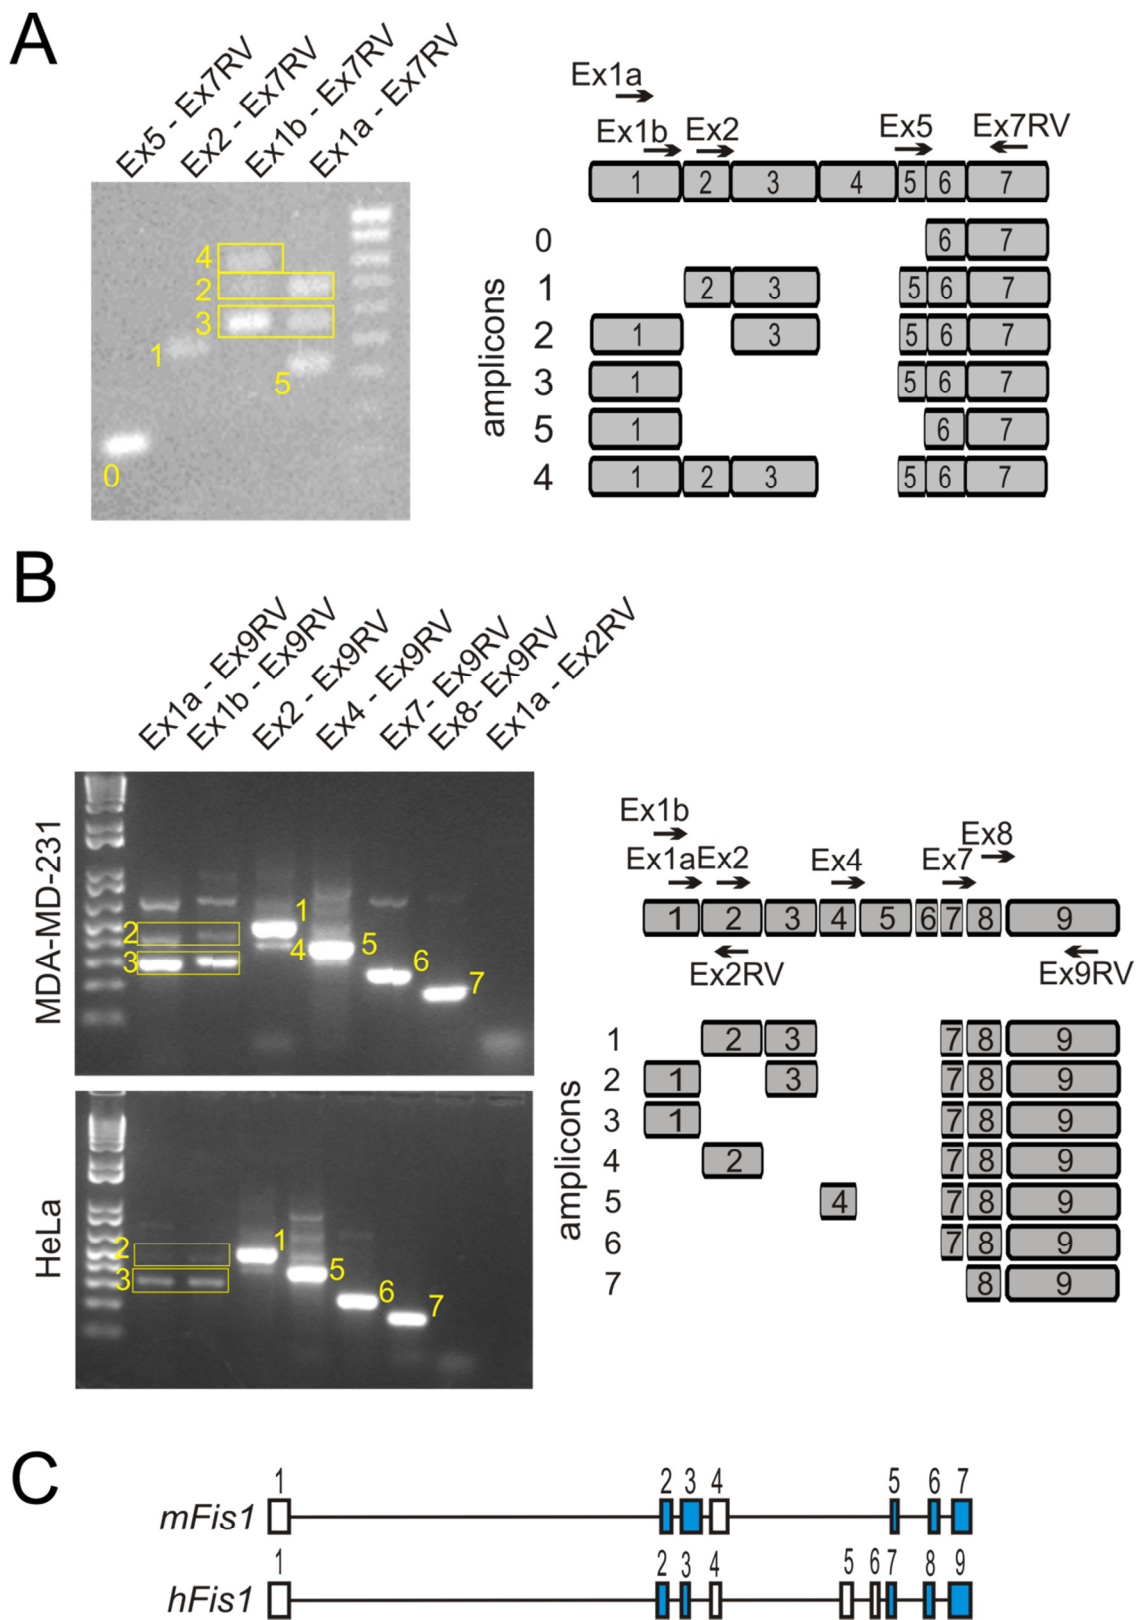 A
Ex5 - Ex7RV
Ex2 - Ex7RV
Ex1b - Ex7RV
Ex1a - Ex7RV
4
2
3
1
5
0
Ex1a
Ex1b Ex2 Ex5 Ex7RV
1 2 3 4 5 6 7
amplicons
0 6 7
1 2 3 5 6 7
2 1 3 5 6 7
3 1 5 6 7
5 1 6 7
4 1 2 3 5 6 7
B
Ex1a - Ex9RV
Ex1b - Ex9RV
Ex2 - Ex9RV
Ex4 - Ex9RV
Ex7- Ex9RV
Ex8- Ex9RV
Ex1a - Ex2RV
MDA-MD-231
1
2
4 5
3 6
7
HeLa
2 1
3 5
6 7
Ex1b Ex8
Ex1a Ex2 Ex4 Ex7
1 2 3 4 5 6 7 8 9
Ex2RV Ex9RV
amplicons
1 2 3 7 8 9
2 1 3 7 8 9
3 1 7 8 9
4 2 7 8 9
5 4 7 8 9
6 7 8 9
7 8 9
C
1 2 3 4 5 6 7
mFis1
1 2 3 4 5 6 7 8 9
hFis1